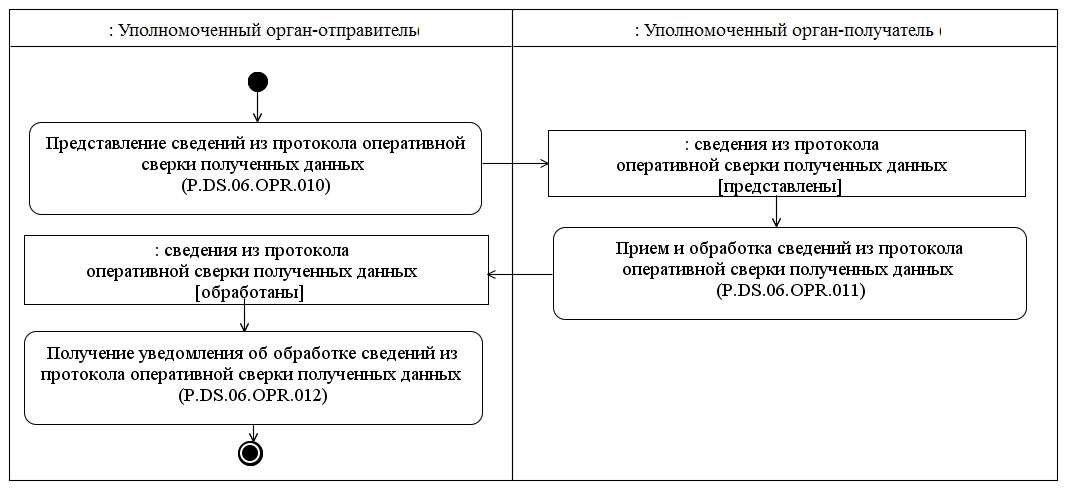 : Уполномоченный орган-отправитель(
: Уполномоченный орган-получатель (
Представление сведений из протокола оперативной
сверки полученных данных
(P.DS.06.OPR.010)
: сведения из протокола
оперативной сверки полученных данных
[представлены]
Прием и обработка сведений из протокола
оперативной сверки полученных данных
(P.DS.06.OPR.011)
: сведения из протокола
оперативной сверки полученных данных
[обработаны]
Получение уведомления об обработке сведений из
протокола оперативной сверки полученных данных
(P.DS.06.OPR.012)